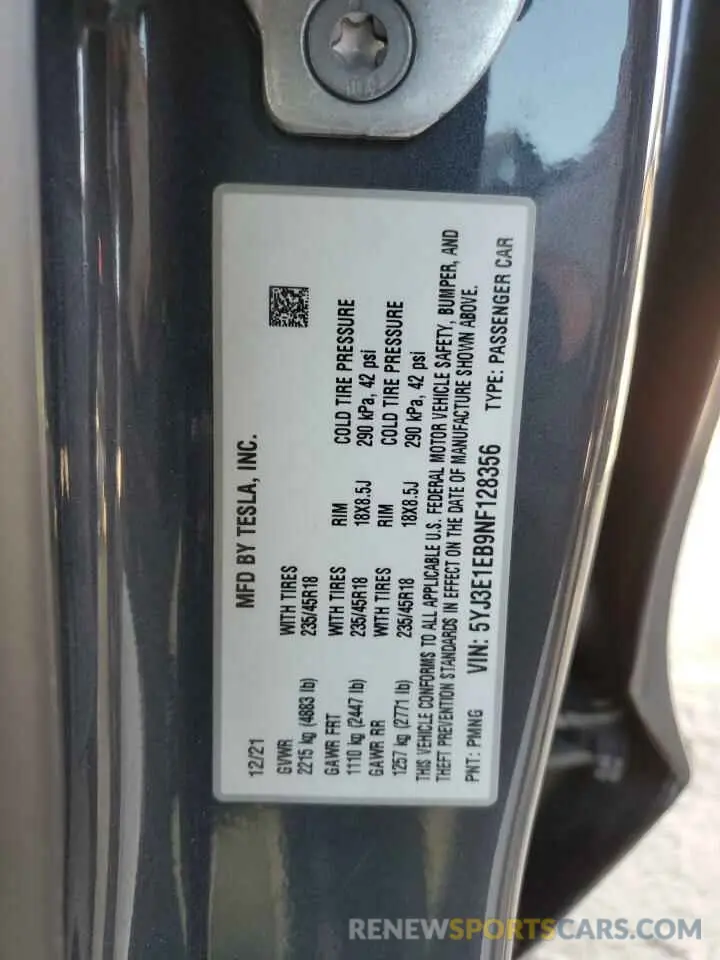 MFD BY TESLA, INC.
12/21
GVWR WITH TIRES
2215 kg (4883 lb) 235/45R18
GAWR FRT WITH TIRES RIM COLD TIRE PRESSURE
1110 kg (2447 lb) 235/45R18 18X8.5J 290 kPa, 42 psi
GAWR RR WITH TIRES RIM COLD TIRE PRESSURE
1257 kg (2771 lb) 235/45R18 18X8.5J 290 kPa, 42 psi
THIS VEHICLE CONFORMS TO ALL APPLICABLE U.S. FEDERAL MOTOR VEHICLE SAFETY, BUMPER, AND
THEFT PREVENTION STANDARDS IN EFFECT ON THE DATE OF MANUFACTURE SHOWN ABOVE.
PNT: PMNG VIN: 5YJ3E1EB9NF128356 TYPE: PASSENGER CAR
RENEWSPORTSCARS.COM